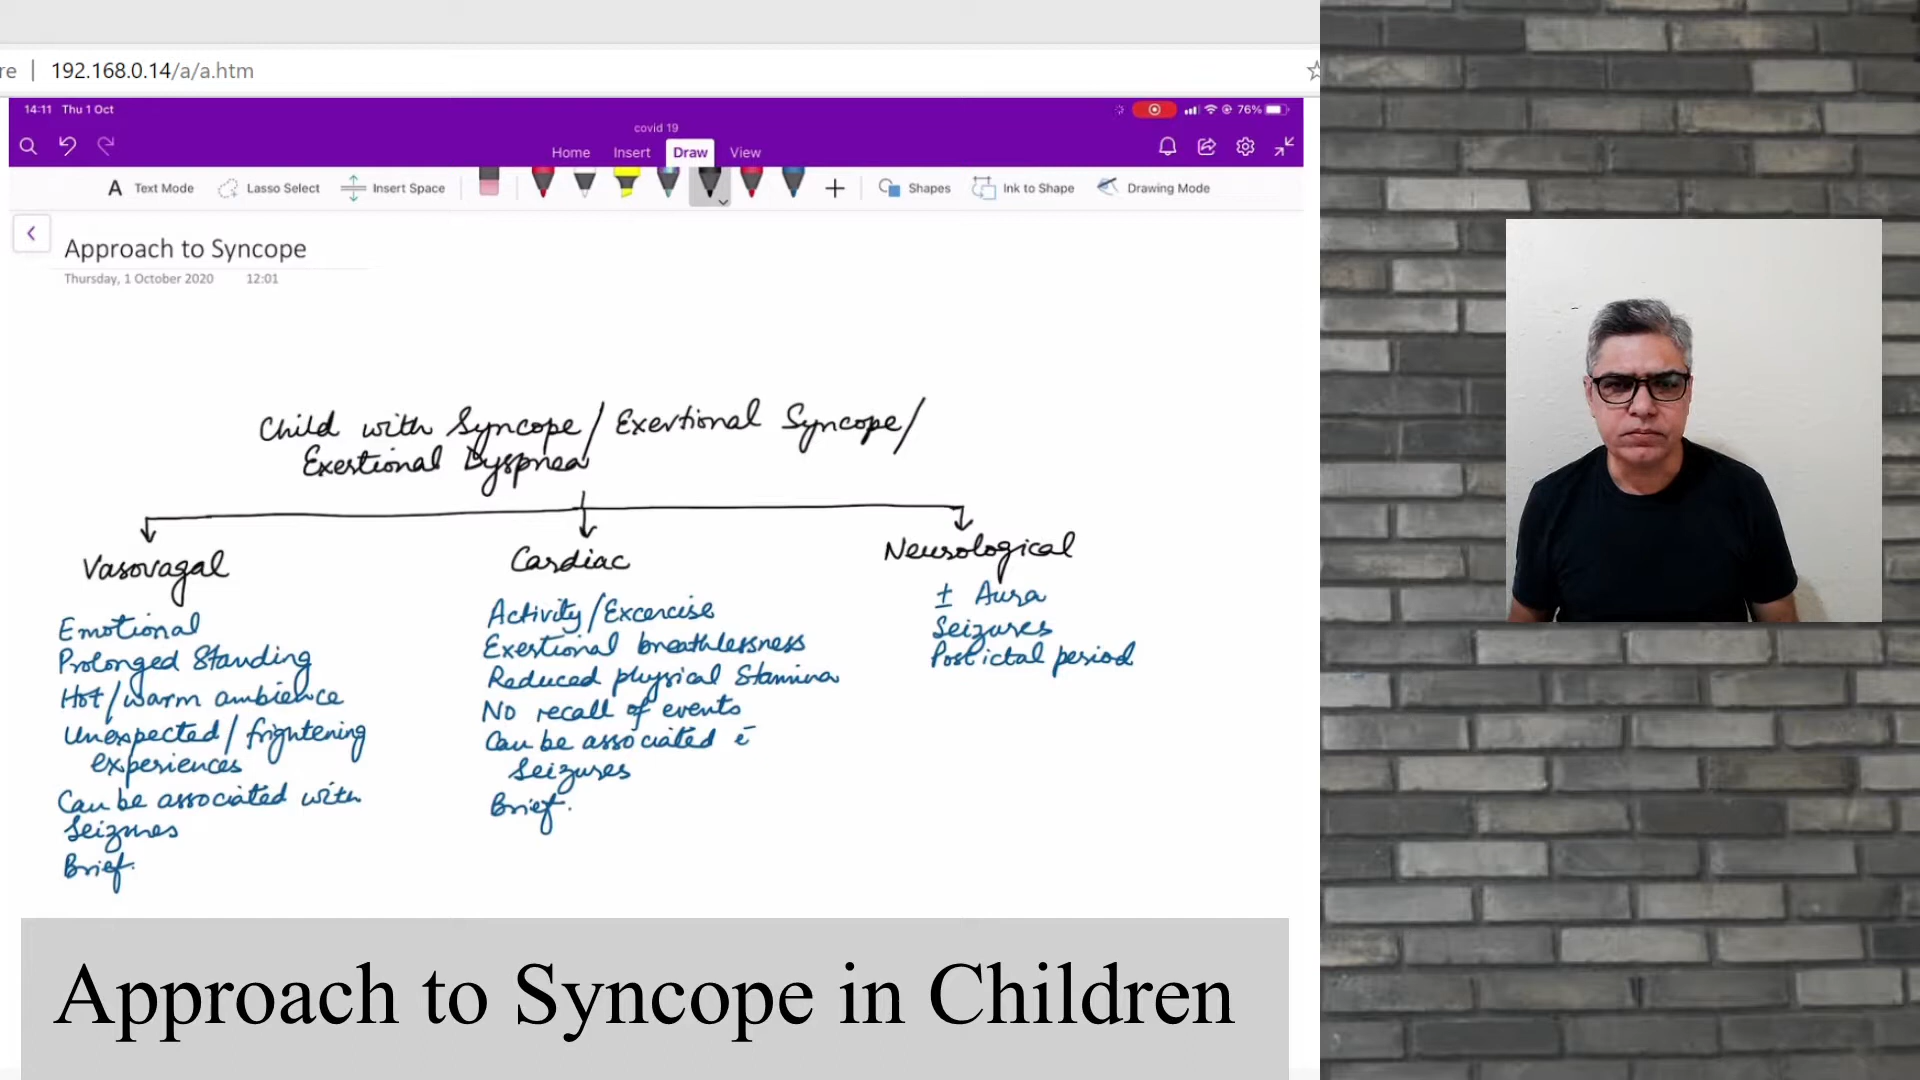 re | 192.168.0.14/a/a.htm
14:11 Thu 1 Oct
76%
covid 19
Home Insert Draw View
Text Mode Lasso Select Insert Space Shapes Ink to Shape Drawing Mode
Approach to Syncope
Thursday, 1 October 2020 12:01
Child with Syncope/ Exertional Syncope/
Exertional Dyspnea
Vasovagal
Emotional
Prolonged Standing
Hot/warm ambience
Unexpected/frightening
experiences
Can be associated with
Seizures
Brief.
Cardiac
Activity/Excercise
Exertional breathlessness
Reduced physical Stamina
No recall of events
Can be associated c̄
Seizures
Brief.
Neurological
± Aura
Seizures
Post ictal period
Approach to Syncope in Children